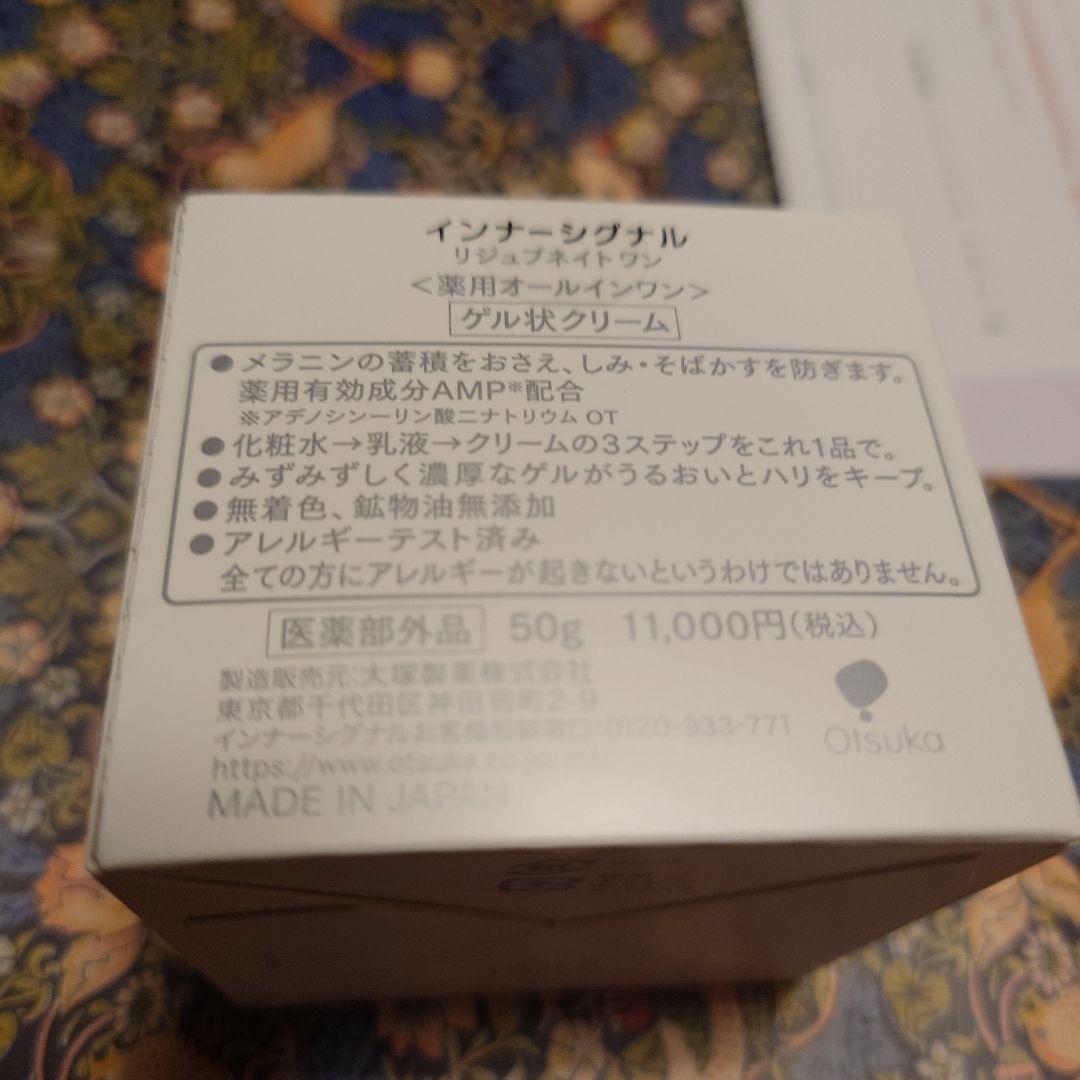 インナーシグナル
リジュブネイトワン
＜薬用オールインワン＞
ゲル状クリーム
●メラニンの蓄積をおさえ、しみ・そばかすを防ぎます。
薬用有効成分AMP※配合
※アデノシン一リン酸二ナトリウム OT
●化粧水→乳液→クリームの3ステップをこれ1品で。
●みずみずしく濃厚なゲルがうるおいとハリをキープ。
●無着色、鉱物油無添加
●アレルギーテスト済み
全ての方にアレルギーが起きないというわけではありません。
医薬部外品 50g 11,000円(税込)
製造販売元:大塚製薬株式会社
東京都千代田区神田司町2-9
インナーシグナルお客様相談窓口:0120-933-771
https://www.otsuka.co.jp/ins/
MADE IN JAPAN
Otsuka